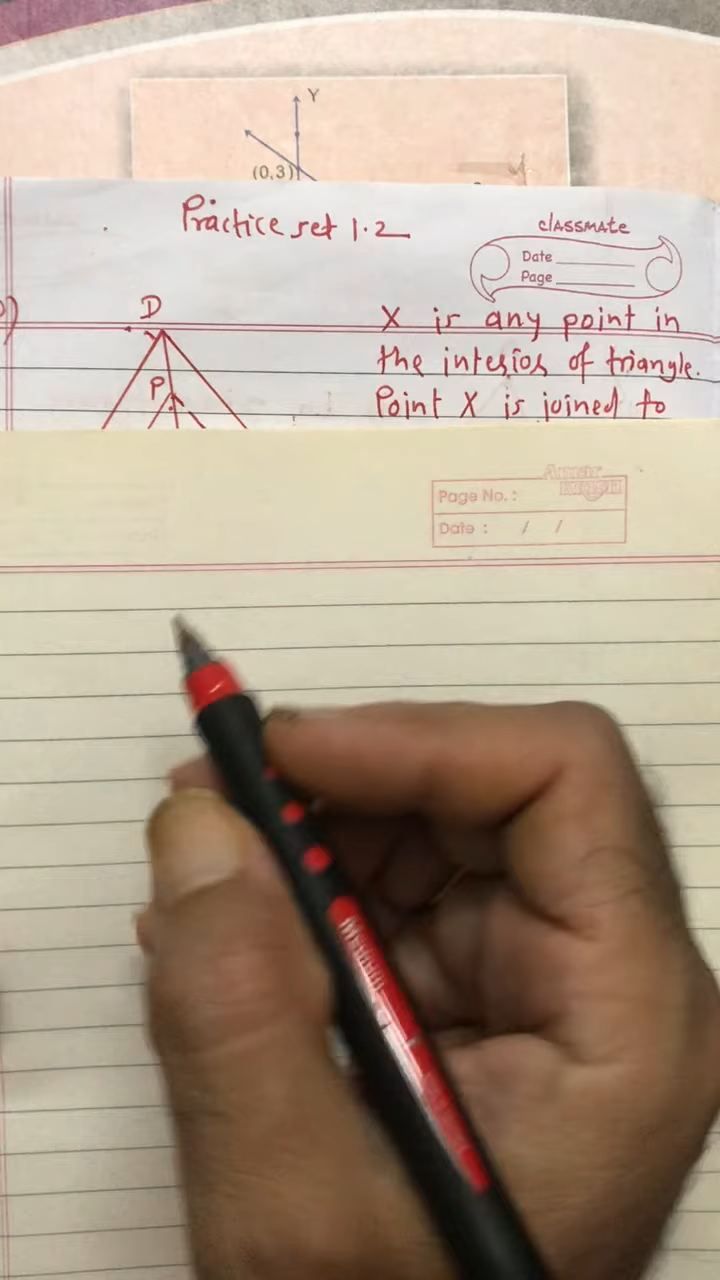 Y
(0,3)
Practice set 1.2
classmate
Date
Page
D
X is any point in
the interior of triangle.
P
Point X is joined to
Page No. :
Date : / /